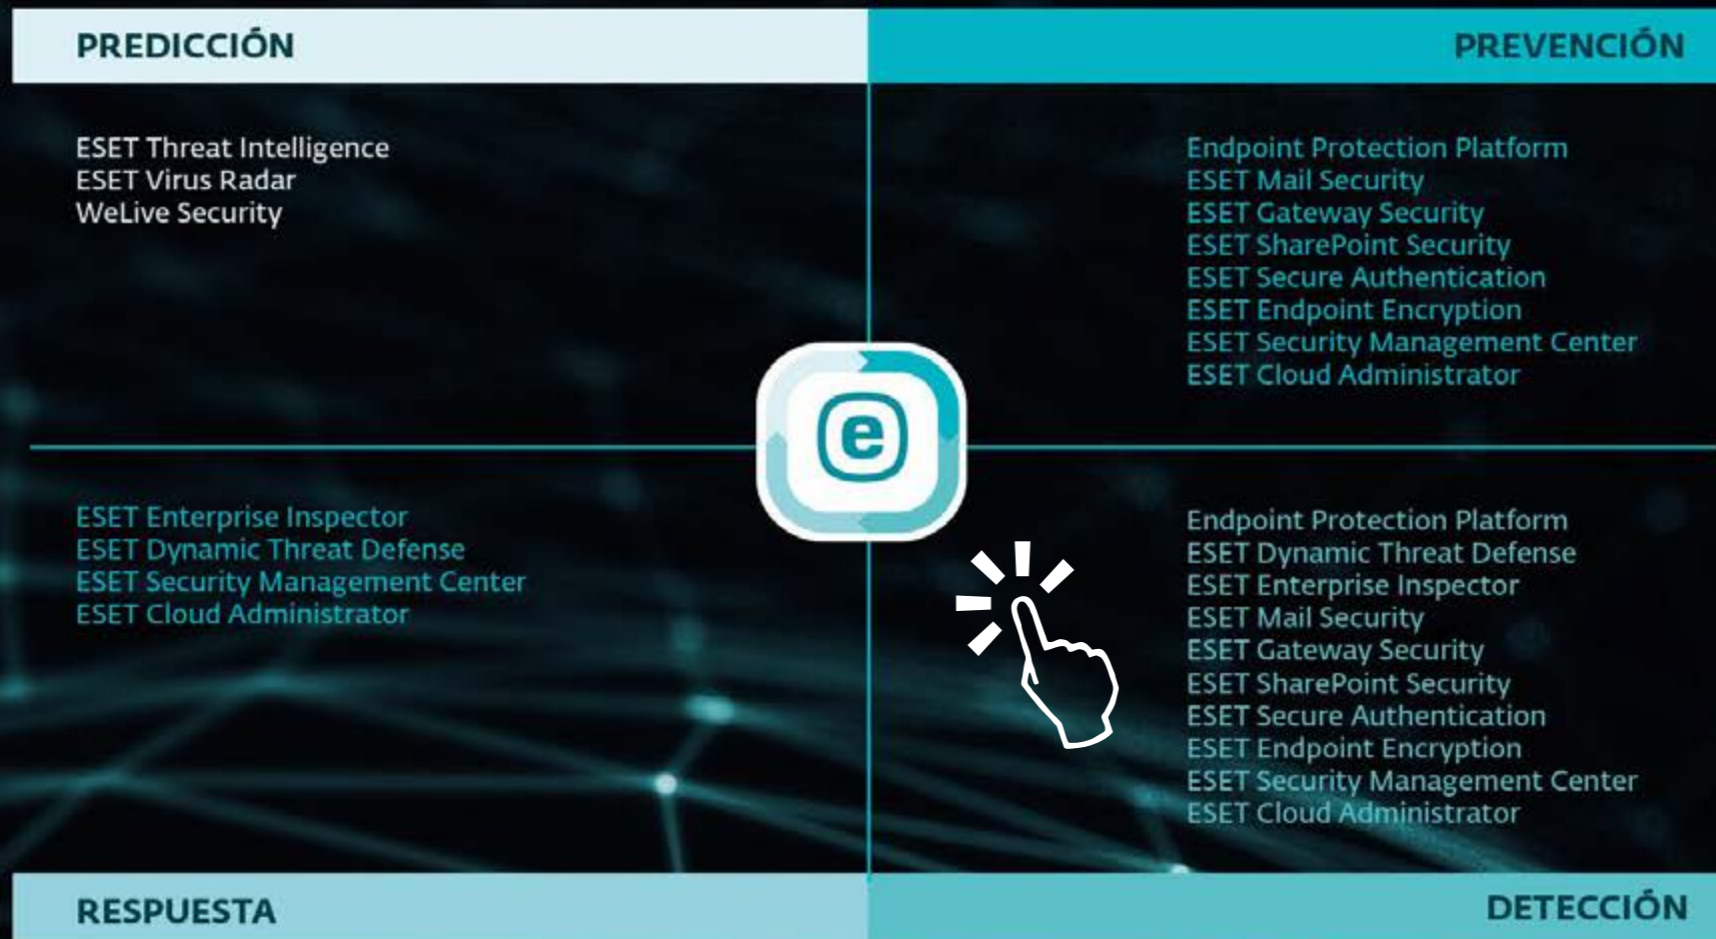 PREDICCIÓN
ESET Threat Intelligence
ESET Virus Radar
WeLive Security
PREVENCIÓN
Endpoint Protection Platform
ESET Mail Security
ESET Gateway Security
ESET SharePoint Security
ESET Secure Authentication
ESET Endpoint Encryption
ESET Security Management Center
ESET Cloud Administrator
e
ESET Enterprise Inspector
ESET Dynamic Threat Defense
ESET Security Management Center
ESET Cloud Administrator
RESPUESTA
Endpoint Protection Platform
ESET Dynamic Threat Defense
ESET Enterprise Inspector
ESET Mail Security
ESET Gateway Security
ESET SharePoint Security
ESET Secure Authentication
ESET Endpoint Encryption
ESET Security Management Center
ESET Cloud Administrator
DETECCIÓN